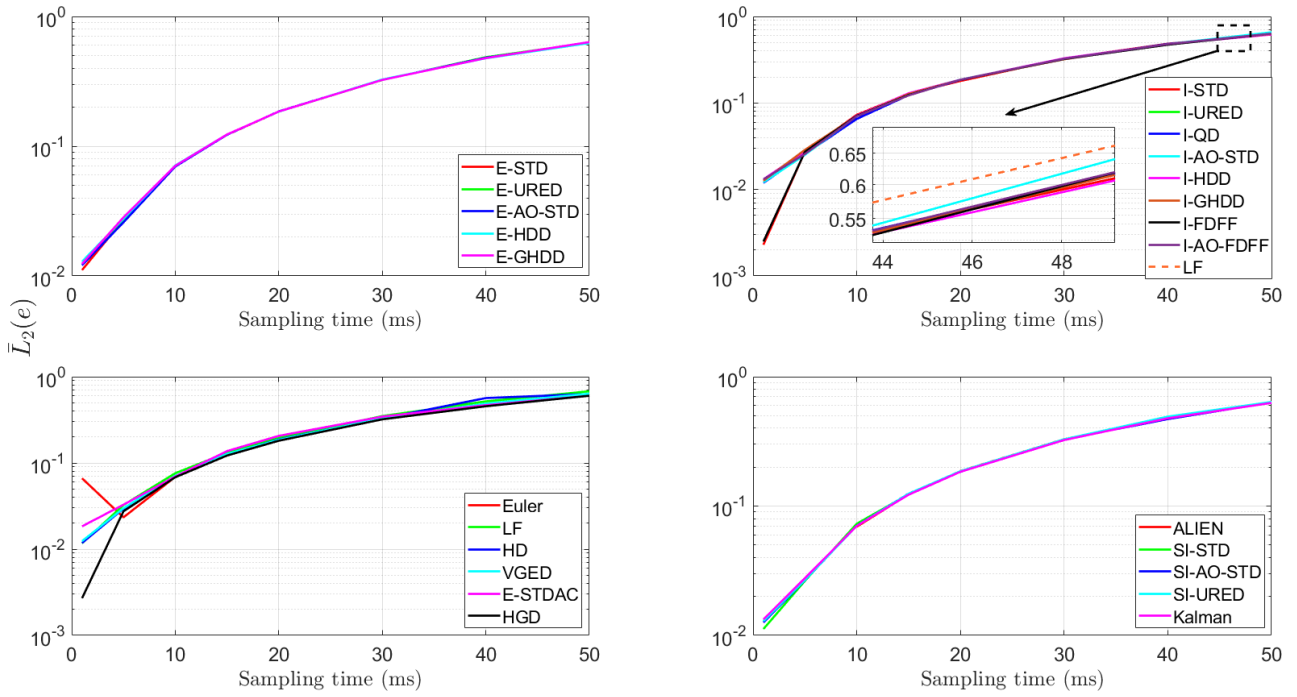 10^0
10^{-1}
10^{-2}
0 10 20 30 40 50
Sampling time (ms)
E-STD
E-URED
E-AO-STD
E-HDD
E-GHDD
10^0
10^{-1}
10^{-2}
10^{-3}
0 10 20 30 40 50
Sampling time (ms)
I-STD
I-URED
I-QD
I-AO-STD
I-HDD
I-GHDD
I-FDFF
I-AO-FDFF
LF
0.65
0.6
0.55
44 46 48
L̄₂(e)
10^0
10^{-1}
10^{-2}
10^{-3}
0 10 20 30 40 50
Sampling time (ms)
Euler
LF
HD
VGED
E-STDAC
HGD
10^0
10^{-1}
10^{-2}
0 10 20 30 40 50
Sampling time (ms)
ALIEN
SI-STD
SI-AO-STD
SI-URED
Kalman